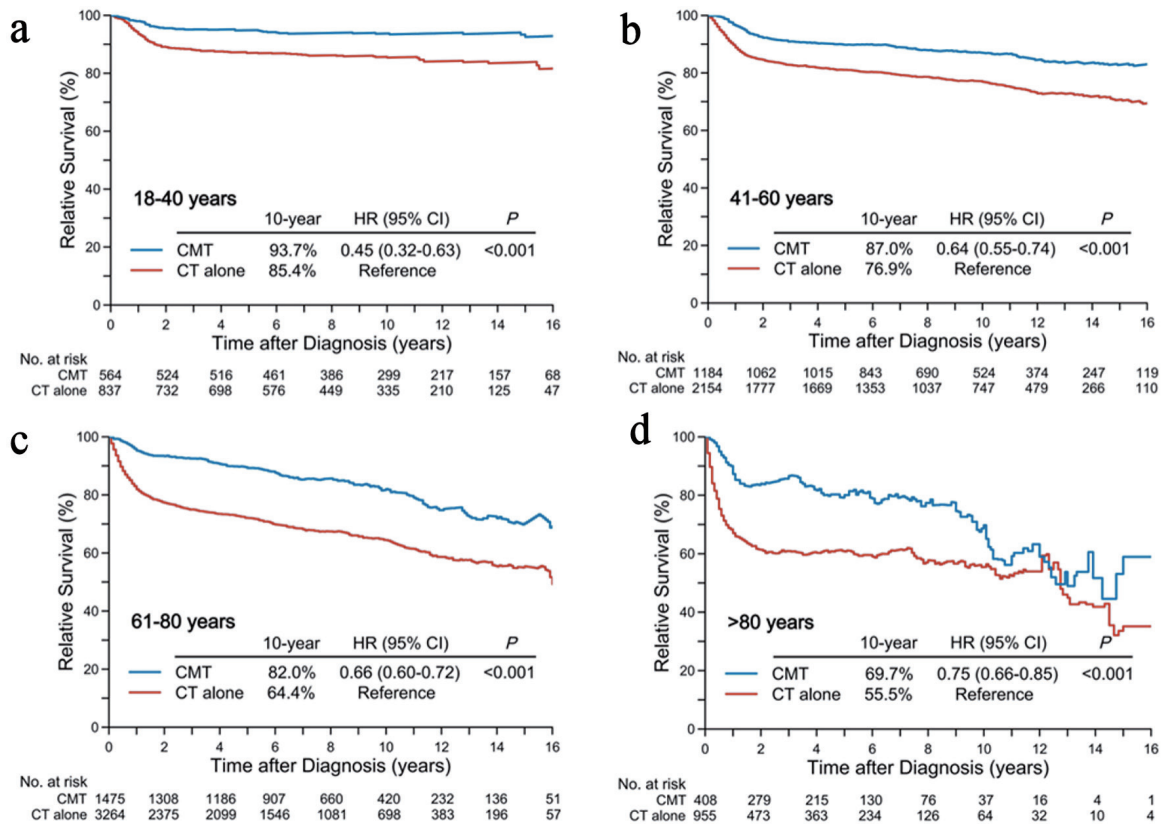 a
100
80
60
40
20
0
Relative Survival (%)
18-40 years
10-year HR (95% CI) P
CMT 93.7% 0.45 (0.32-0.63) <0.001
CT alone 85.4% Reference
0 2 4 6 8 10 12 14 16
Time after Diagnosis (years)
No. at risk
CMT 564 524 516 461 386 299 217 157 68
CT alone 837 732 698 576 449 335 210 125 47
b
100
80
60
40
20
0
Relative Survival (%)
41-60 years
10-year HR (95% CI) P
CMT 87.0% 0.64 (0.55-0.74) <0.001
CT alone 76.9% Reference
0 2 4 6 8 10 12 14 16
Time after Diagnosis (years)
No. at risk
CMT 1184 1062 1015 843 690 524 374 247 119
CT alone 2154 1777 1669 1353 1037 747 479 266 110
c
100
80
60
40
20
0
Relative Survival (%)
61-80 years
10-year HR (95% CI) P
CMT 82.0% 0.66 (0.60-0.72) <0.001
CT alone 64.4% Reference
0 2 4 6 8 10 12 14 16
Time after Diagnosis (years)
No. at risk
CMT 1475 1308 1186 907 660 420 232 136 51
CT alone 3264 2375 2099 1546 1081 698 383 196 57
d
100
80
60
40
20
0
Relative Survival (%)
>80 years
10-year HR (95% CI) P
CMT 69.7% 0.75 (0.66-0.85) <0.001
CT alone 55.5% Reference
0 2 4 6 8 10 12 14 16
Time after Diagnosis (years)
No. at risk
CMT 408 279 215 130 76 37 16 4 1
CT alone 955 473 363 234 126 64 32 10 4